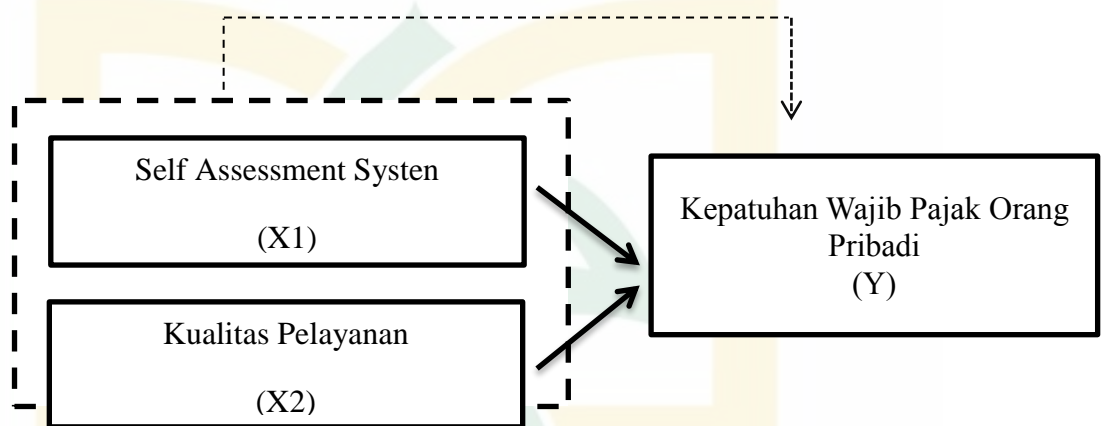 Self Assessment Systen
(X1)
Kualitas Pelayanan
(X2)
Kepatuhan Wajib Pajak Orang
Pribadi
(Y)